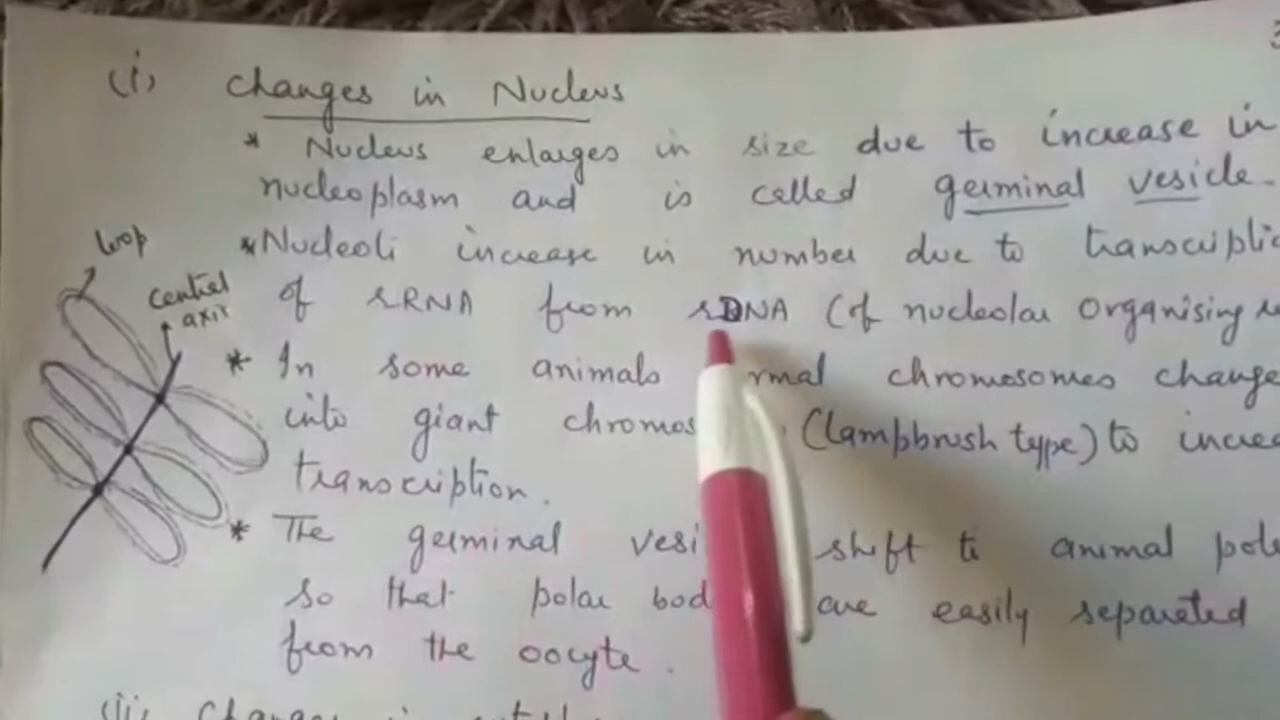 (i) Changes in Nucleus
* Nucleus enlarges in size due to increase in
nucleoplasm and is called germinal vesicle.
loop
* Nucleoli increase in number due to
central
axis
of rRNA from rDNA (of nucleolar organising
* In some animals chromosomes change
into giant (lampbrush type) to
transcription.
* The germinal shift to animal pole
so that polar are easily separated
from the oocyte.
(ii) in